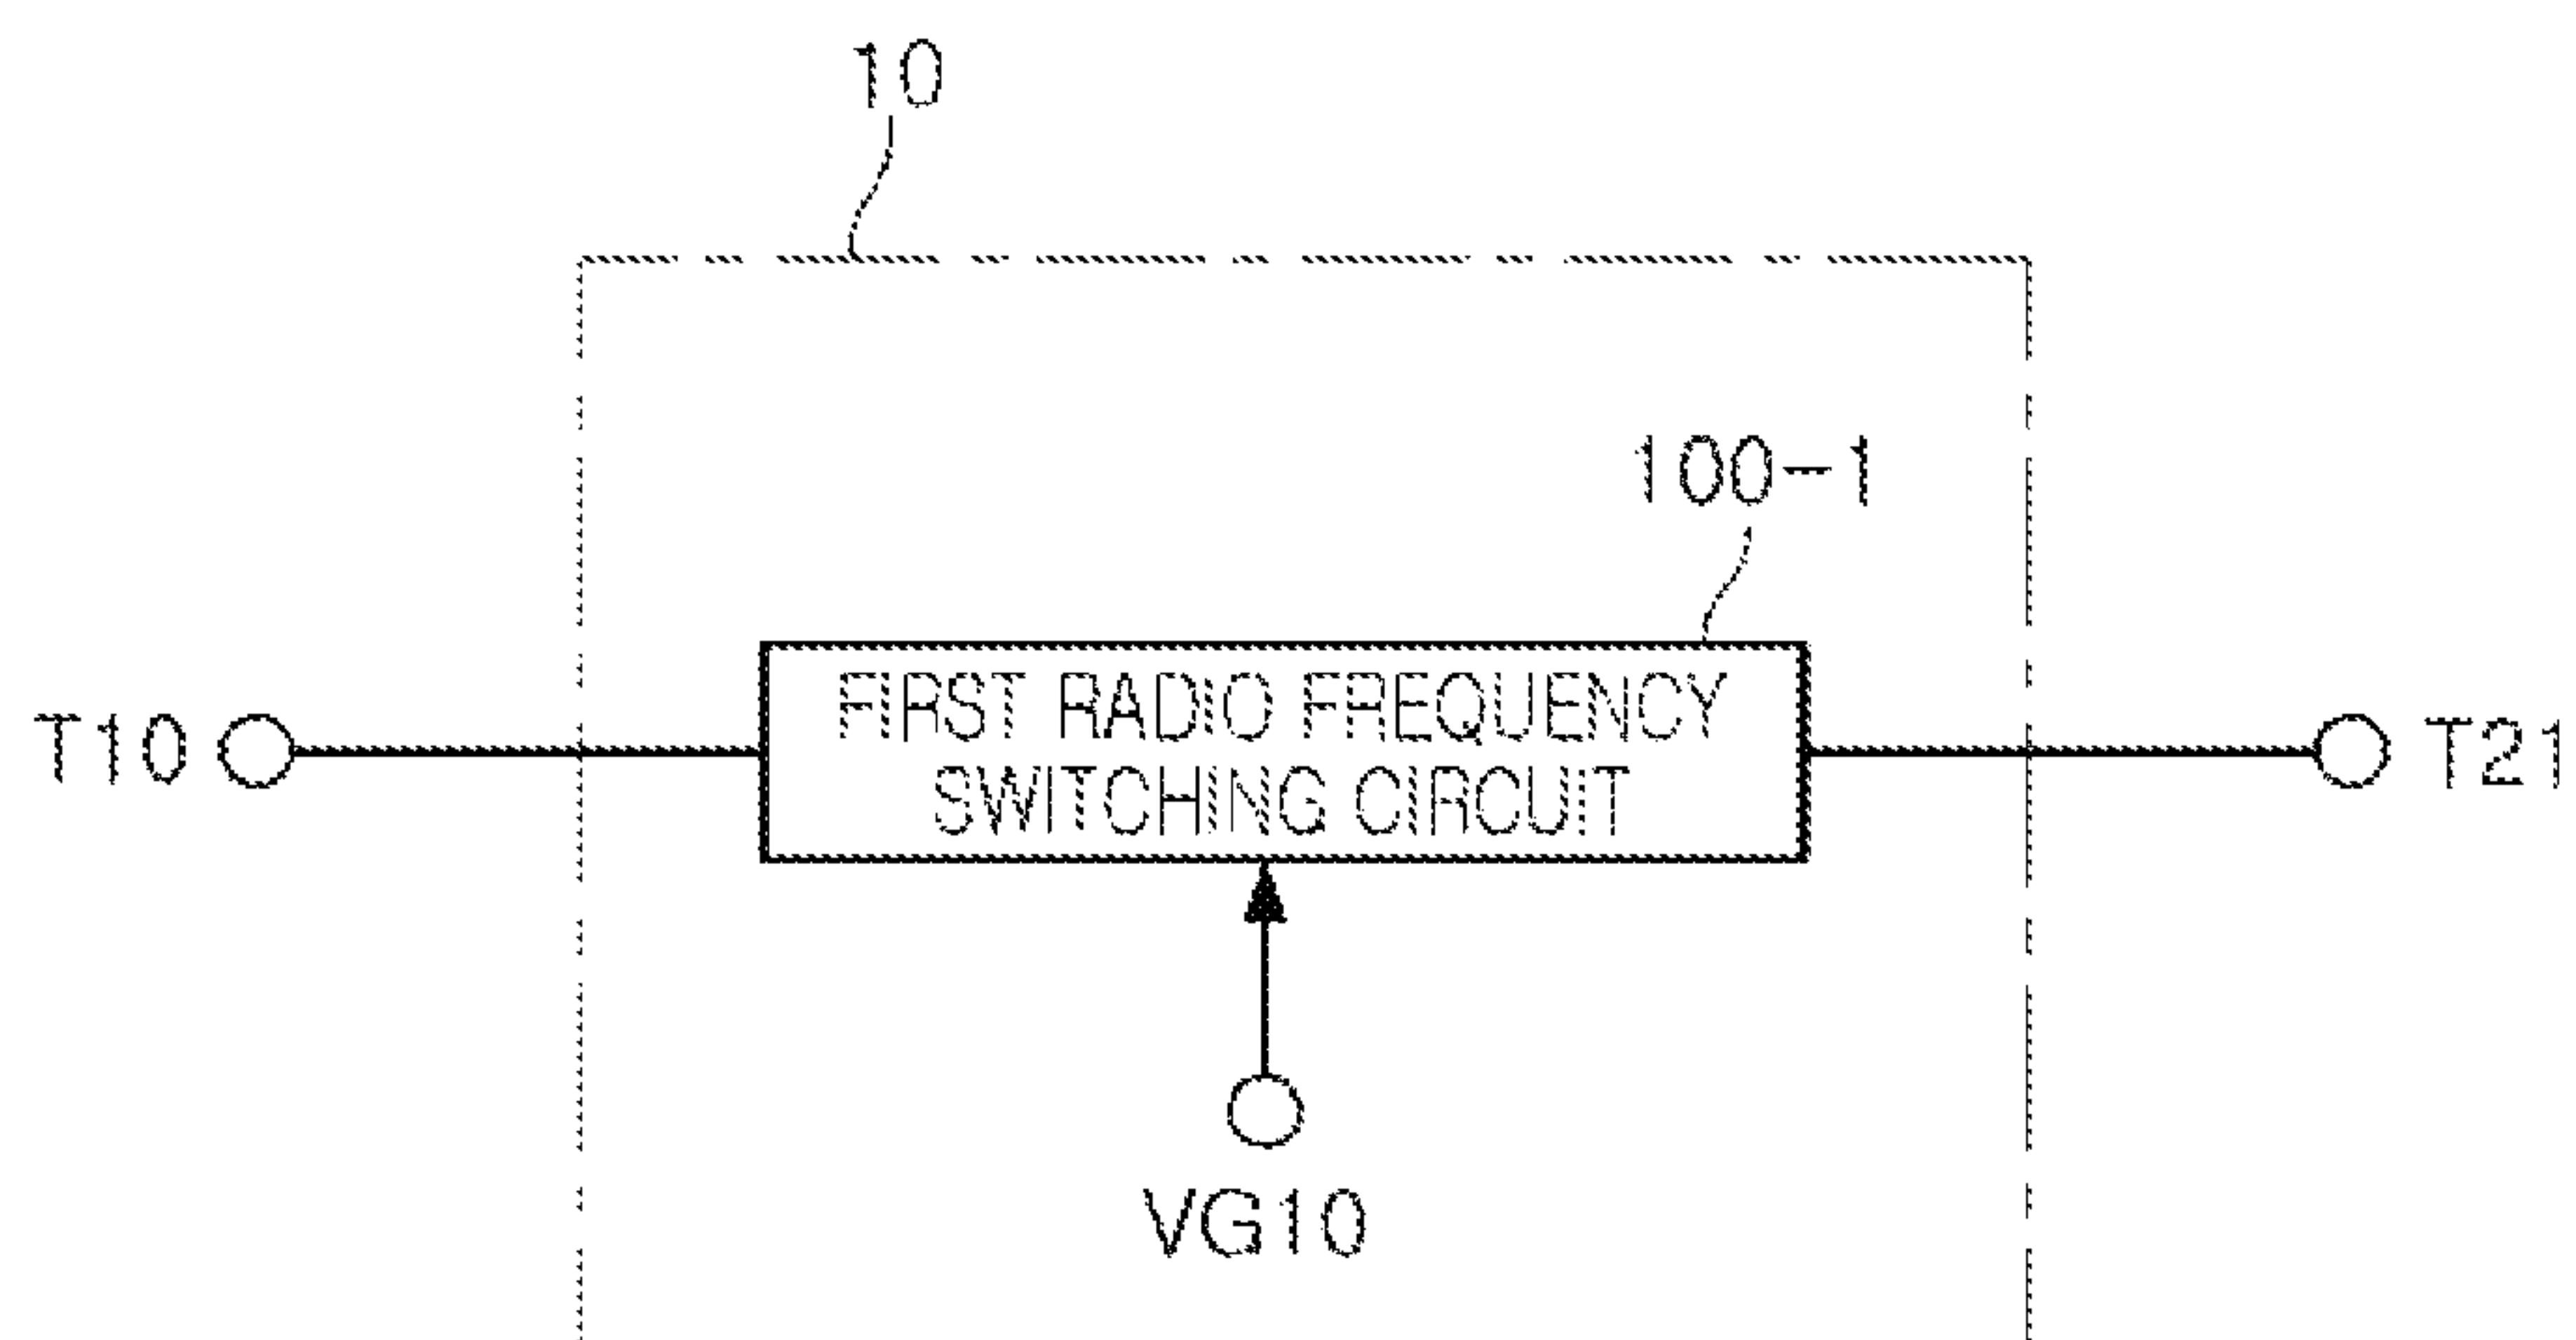 10
100-1
FIRST RADIO FREQUENCY
SWITCHING CIRCUIT
T10
T21
VG10